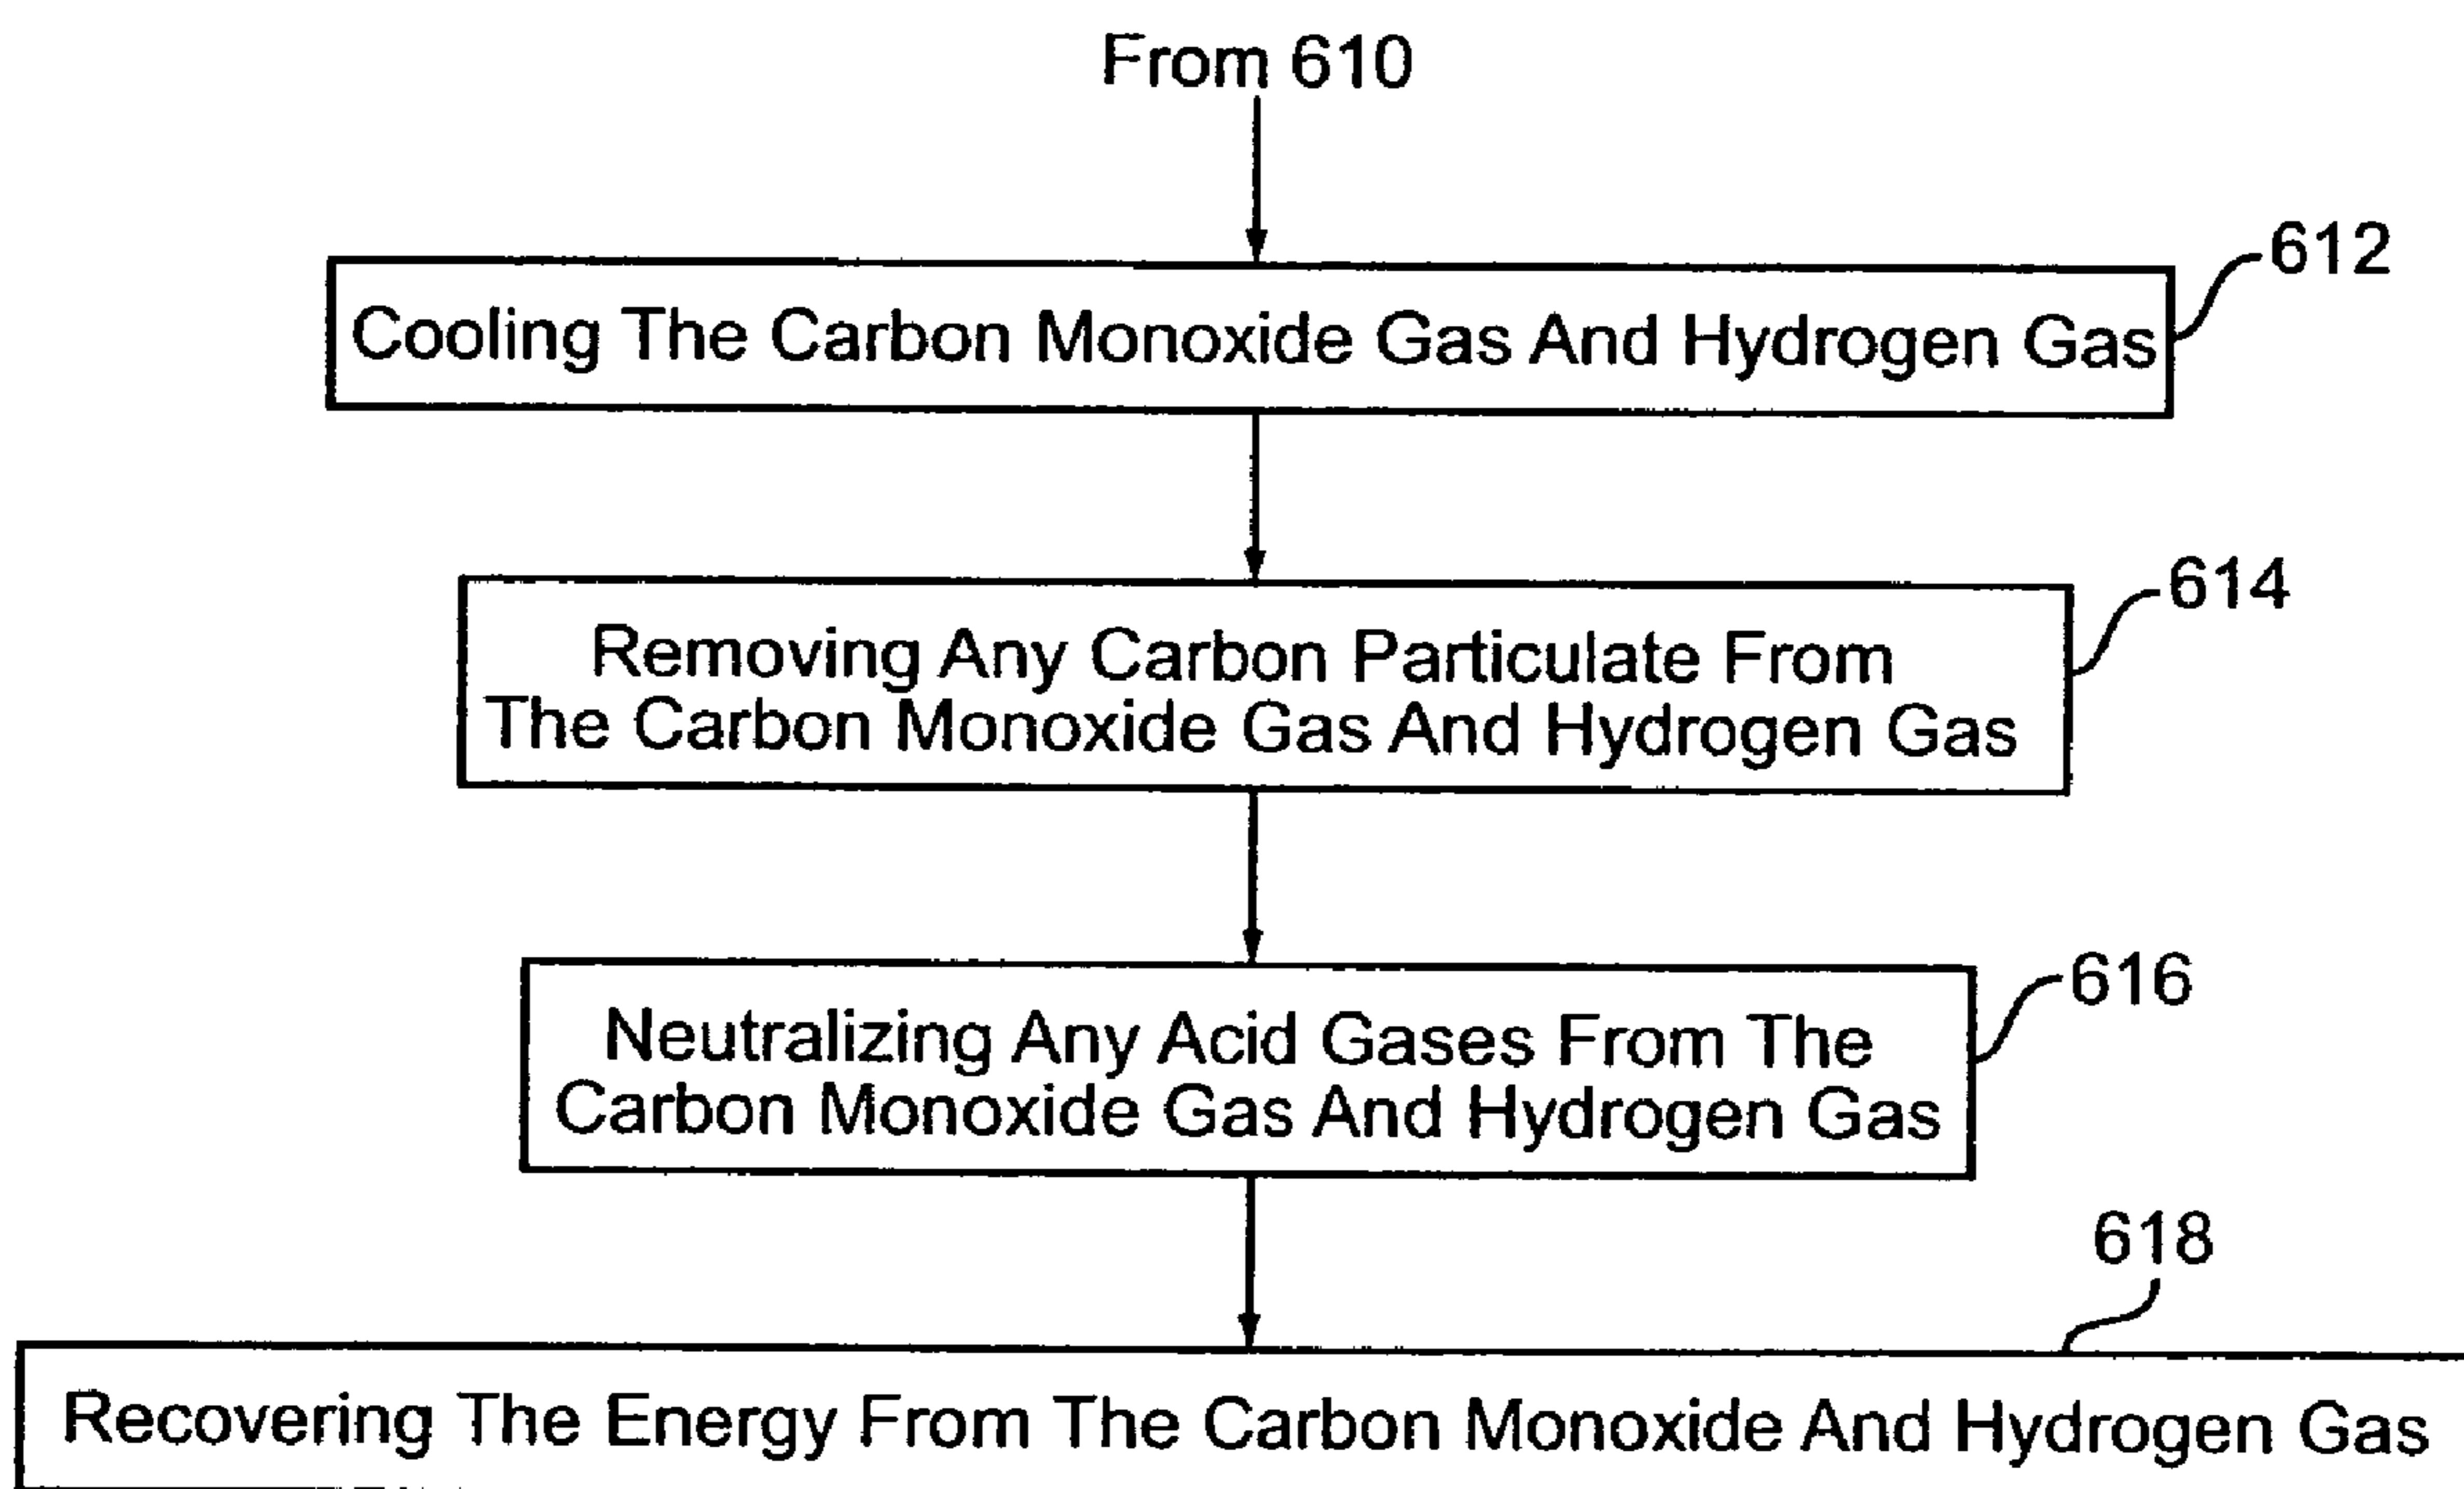 From 610
612
Cooling The Carbon Monoxide Gas And Hydrogen Gas
614
Removing Any Carbon Particulate From
The Carbon Monoxide Gas And Hydrogen Gas
616
Neutralizing Any Acid Gases From The
Carbon Monoxide Gas And Hydrogen Gas
618
Recovering The Energy From The Carbon Monoxide And Hydrogen Gas